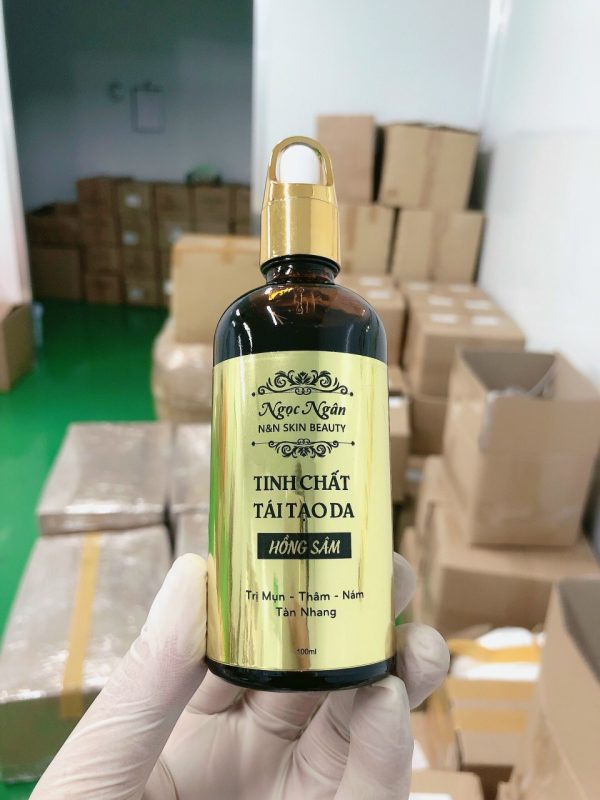 Ngọc Ngân
N&N SKIN BEAUTY
TINH CHẤT
TÁI TẠO DA
HỒNG SÂM
Trị Mụn - Thâm - Nám
Tàn Nhang
100ml